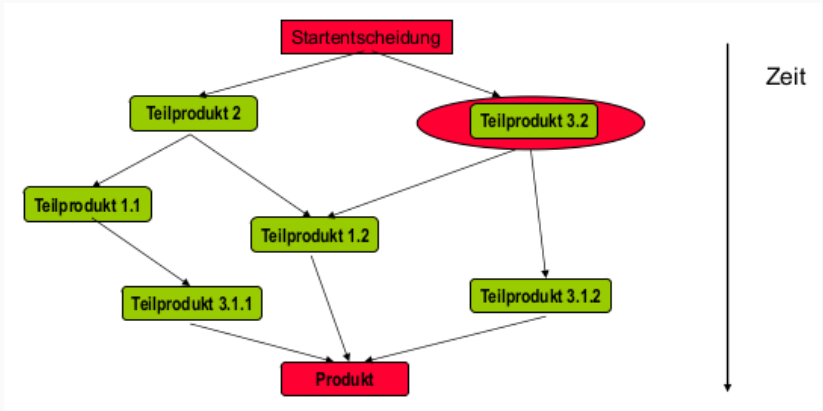 Startentscheidung
Zeit
Teilprodukt 2
Teilprodukt 3.2
Teilprodukt 1.1
Teilprodukt 1.2
Teilprodukt 3.1.1
Teilprodukt 3.1.2
Produkt